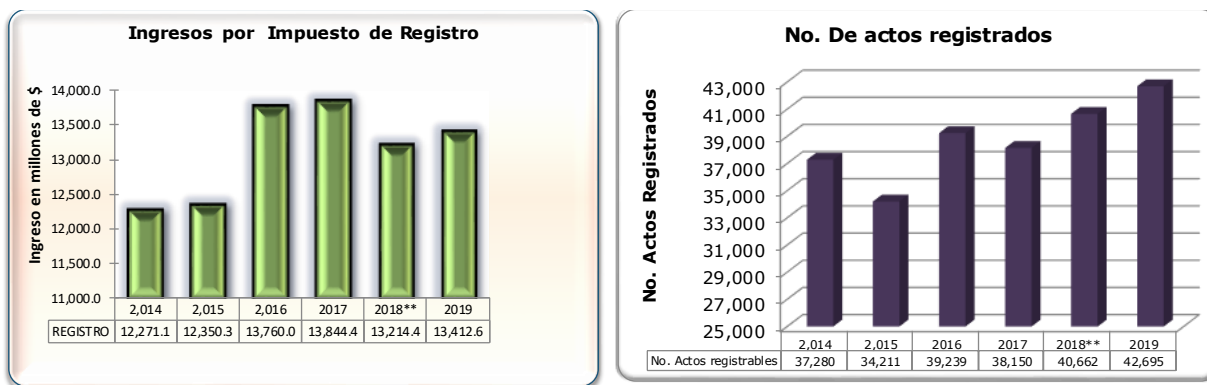 Ingresos por Impuesto de Registro
Ingreso en millones de $
14,000.0
13,500.0
13,000.0
12,500.0
12,000.0
11,500.0
11,000.0
2,014 2,015 2,016 2017 2018** 2019
REGISTRO 12,271.1 12,350.3 13,760.0 13,844.4 13,214.4 13,412.6
No. De actos registrados
No. Actos Registrados
43,000
41,000
39,000
37,000
35,000
33,000
31,000
29,000
27,000
25,000
2,014 2,015 2016 2017 2018** 2019
No. Actos registrables 37,280 34,211 39,239 38,150 40,662 42,695